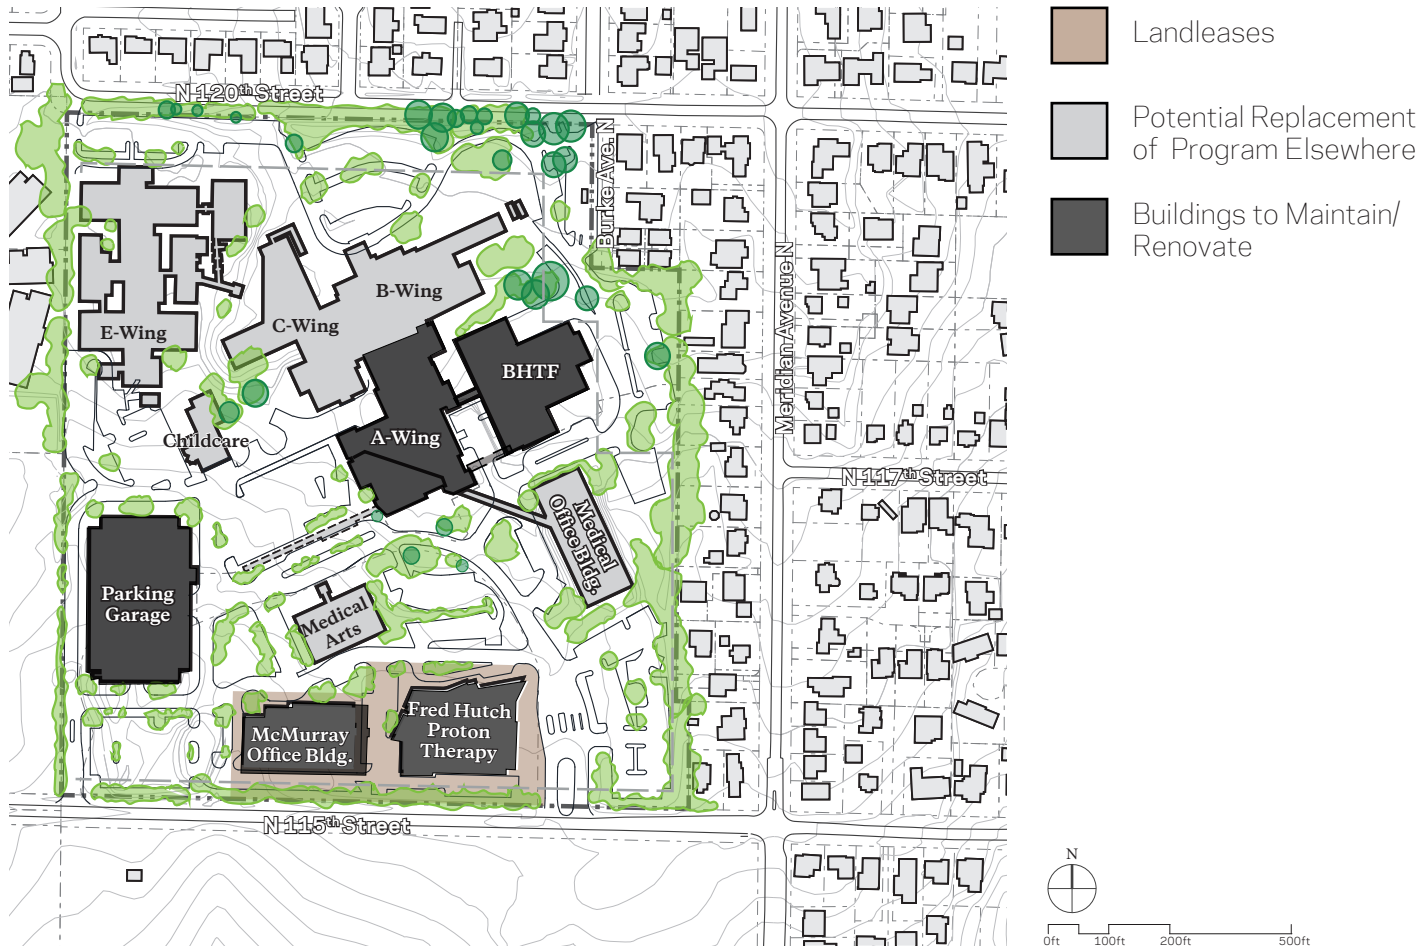 Landleases
Potential Replacement
of Program Elsewhere
Buildings to Maintain/
Renovate
N 120th Street
Burke Ave. N
Meridian Avenue N
B-Wing
C-Wing
E-Wing
BHTF
A-Wing
Childcare
N 117th Street
Medical
Office Bldg.
Parking
Garage
Medical
Arts
Fred Hutch
Proton
Therapy
McMurray
Office Bldg.
N 115th Street
N
0ft 100ft 200ft 500ft